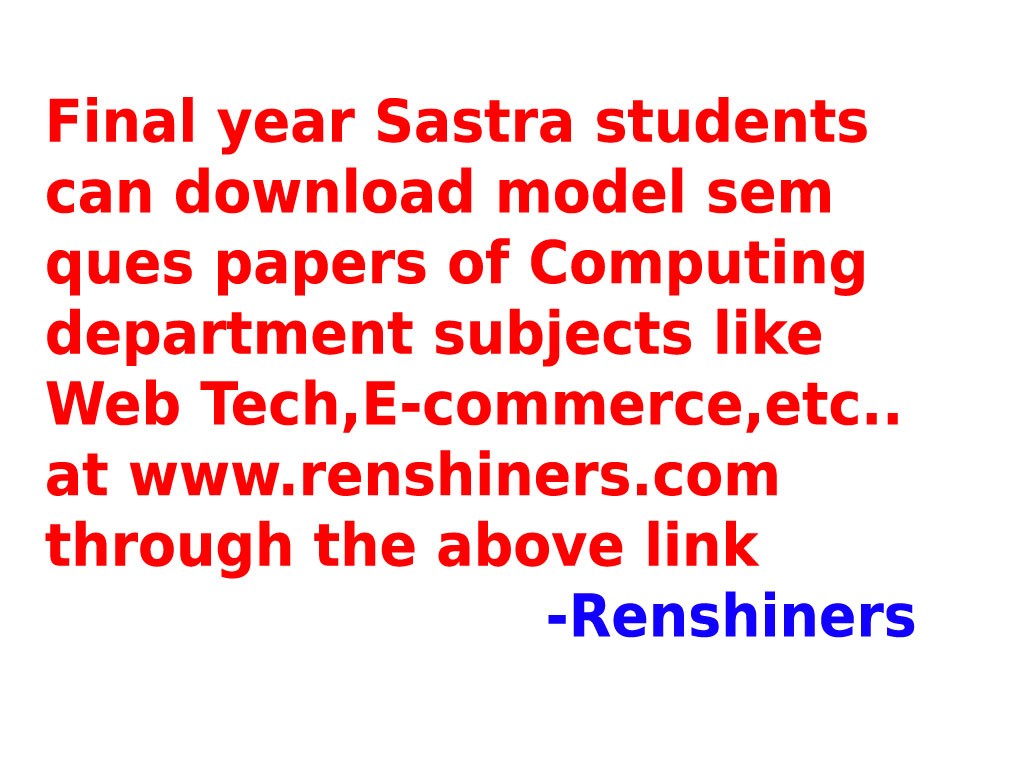 Final year Sastra students
can download model sem
ques papers of Computing
department subjects like
Web Tech,E-commerce,etc..
at www.renshiners.com
through the above link
-Renshiners